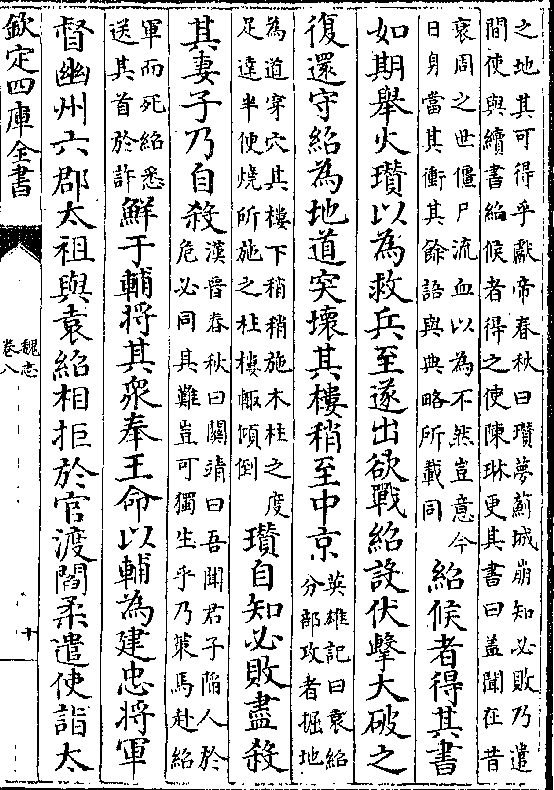 之地其可得乎獻帝春秋曰瓚夢薊城崩知必敗乃遣
間使與續書紹候者得之使陳琳更其書曰盖聞在昔
衰周之世僵尸流血以為不然豈意今
日身當其衝其餘語與典略所載同
紹候者得其書
如期舉火瓚以為救兵至遂出欲戰紹設伏擊大破之
復還守紹為地道突壞其樓稍至中京
英雄記曰袁紹
分部攻者掘地
為道穿穴其樓下稍稍施木柱之度
足達半便燒所施之柱樓輙傾倒
瓚自知必敗盡殺
其妻子乃自殺
漢晉春秋曰關靖曰吾聞君子陷人於
危必同其難豈可獨生乎乃策馬赴紹
軍而死紹悉
送其首於許
鮮于輔將其衆奉王命以輔為建忠將軍
督幽州六郡太祖與袁紹相拒於官渡閻柔遣使詣太
欽定四庫全書
魏志
卷八
十